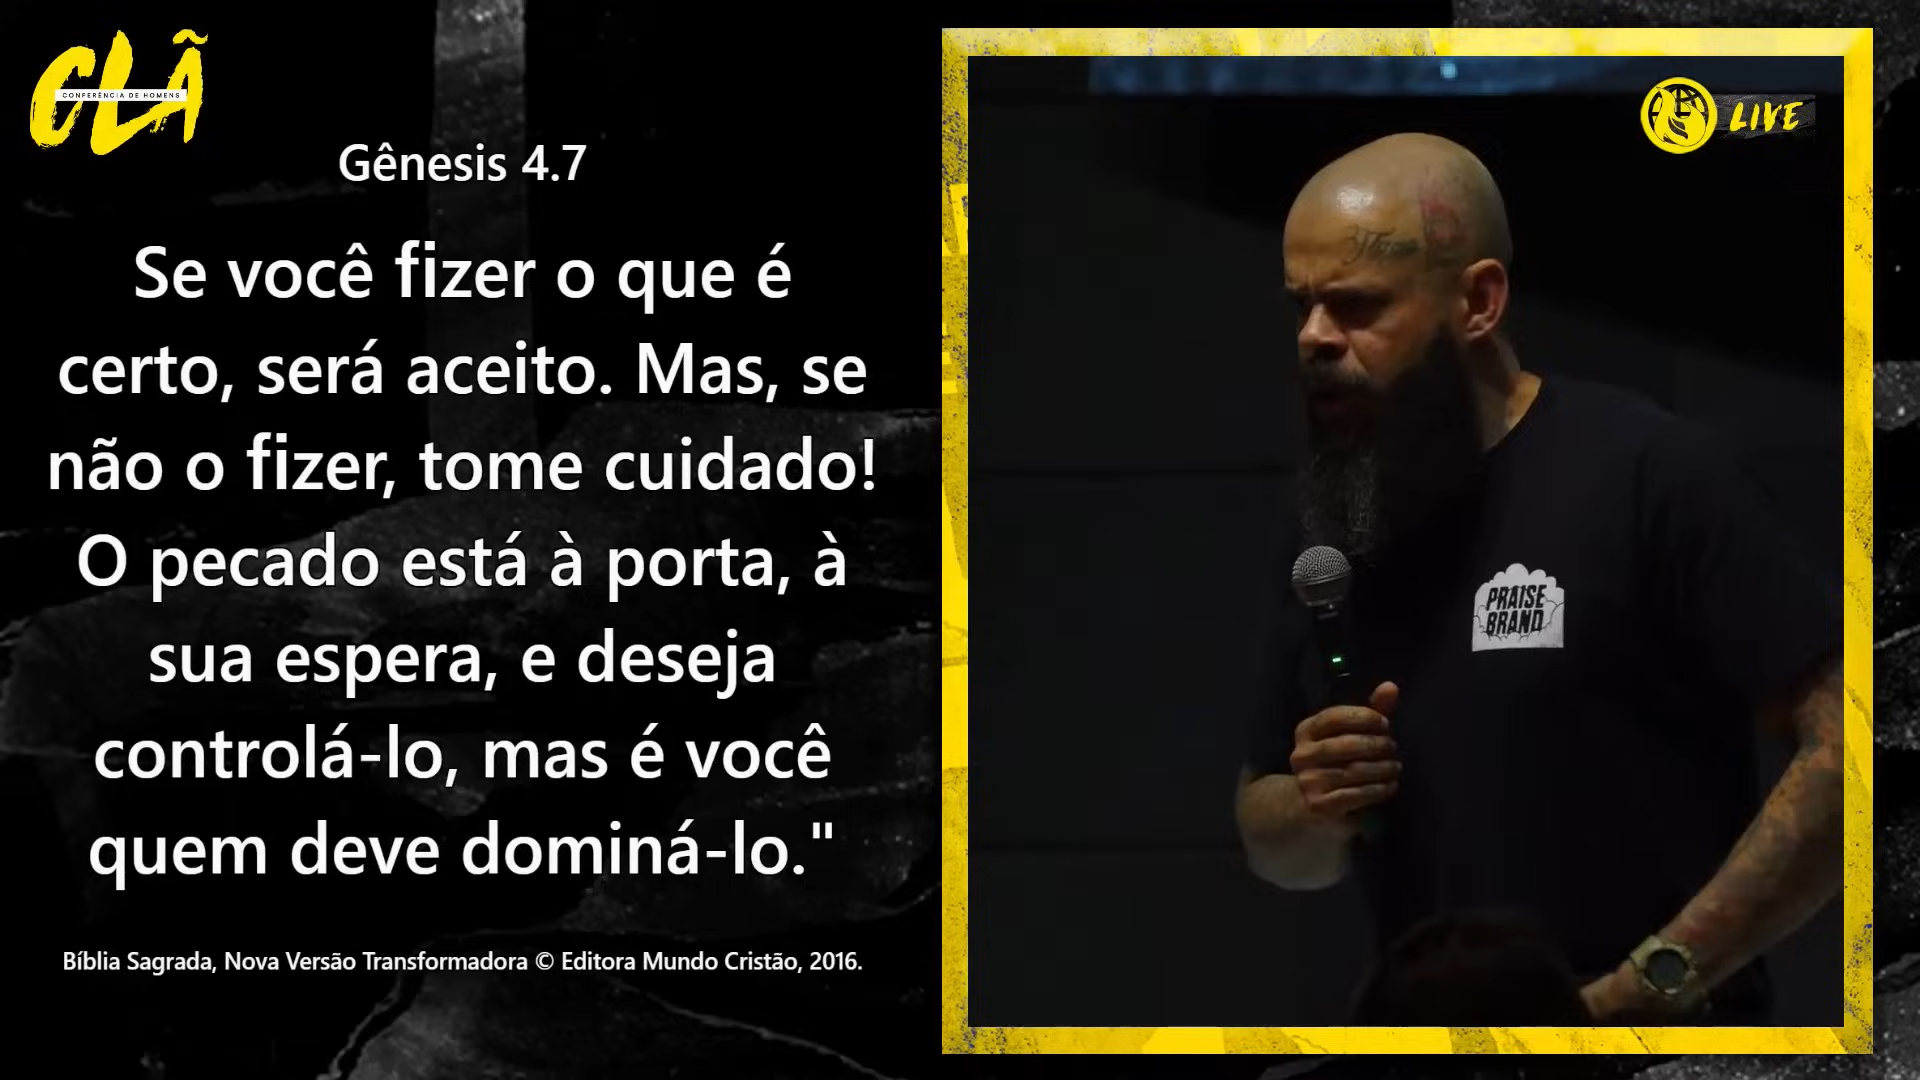 CLÃ
CONFERÊNCIA DE HOMENS
Gênesis 4.7
Se você fizer o que é
certo, será aceito. Mas, se
não o fizer, tome cuidado!
O pecado está à porta, à
sua espera, e deseja
controlá-lo, mas é você
quem deve dominá-lo."
Bíblia Sagrada, Nova Versão Transformadora © Editora Mundo Cristão, 2016.
LIVE
PRAISE
BRAND